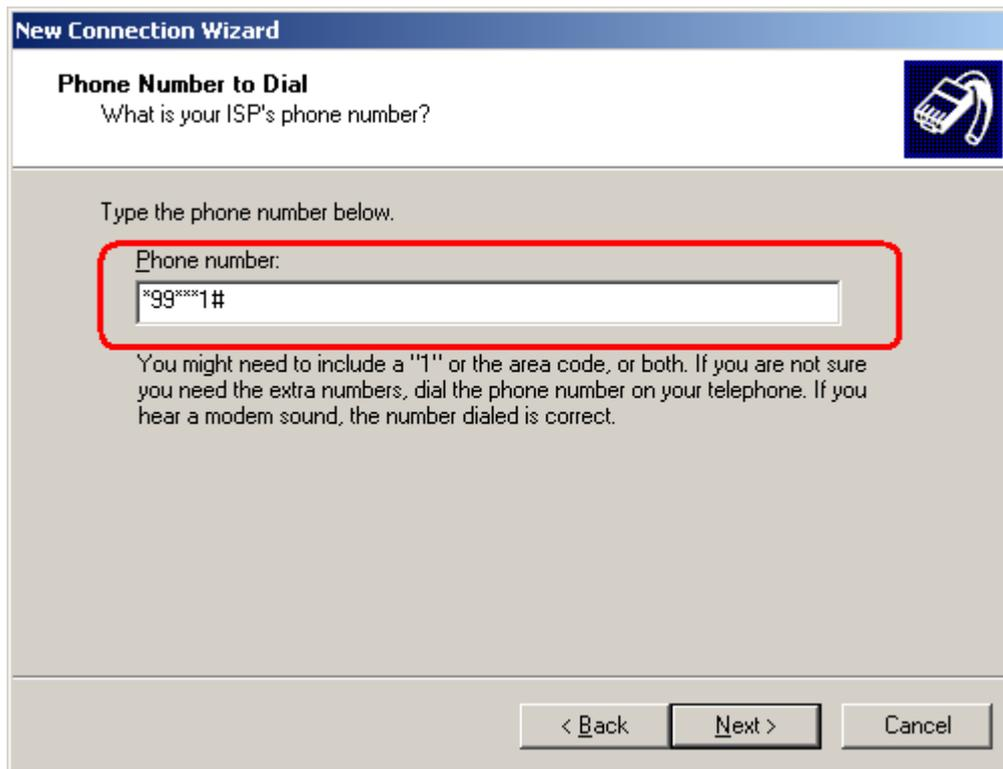 New Connection Wizard
Phone Number to Dial
What is your ISP's phone number?
Type the phone number below.
Phone number:
*99***1#
You might need to include a "1" or the area code, or both. If you are not sure
you need the extra numbers, dial the phone number on your telephone. If you
hear a modem sound, the number dialed is correct.
< Back
Next >
Cancel